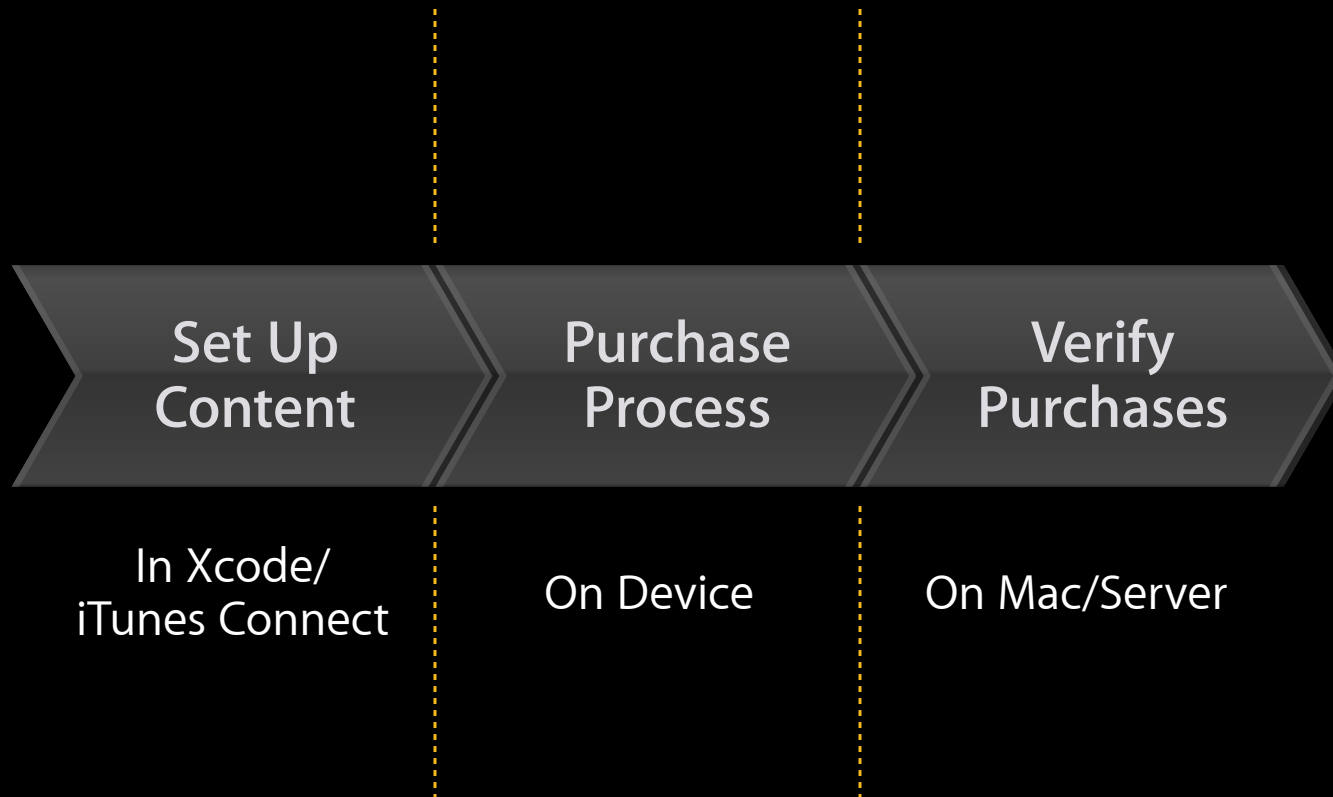 Set Up
Content
Purchase
Process
Verify
Purchases
In Xcode/
iTunes Connect
On Device
On Mac/Server